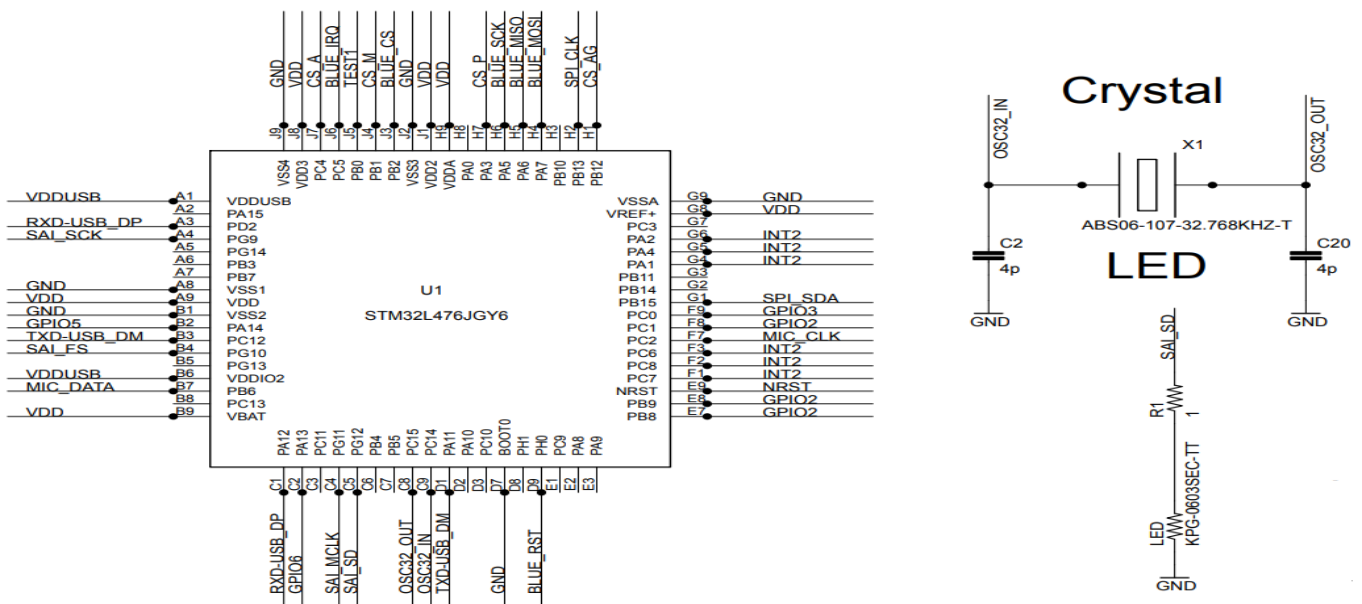 GND
VDD
CS_A
BLUE_IRQ
TEST1
CS_M
BLUE_CS
GND
VDD
VDD
CS_P
BLUE_SCK
BLUE_MISO
BLUE_MOSI
SPI_CLK
CS_AG
J9
J8
J7
J6
J5
J4
J3
J2
J1
H9
H8
H7
H6
H5
H4
H3
H2
H1
VSS4
VDD3
PC4
PC5
PB0
PB1
PB2
VSS3
VDD2
VDDA
PA0
PA3
PA5
PA6
PA7
PB10
PB13
PB12
VDDUSB A1 VDDUSB
A2 PA15
RXD-USB_DP A3 PD2
SAI_SCK A4 PG9
A5 PG14
A6 PB3
A7 PB7
GND A8 VSS1
VDD A9 VDD
GND B1 VSS2
GPIO5 B2 PA14
TXD-USB_DM B3 PC12
SAI_FS B4 PG10
B5 PG13
VDDUSB B6 VDDIO2
MIC_DATA B7 PB6
B8 PC13
VDD B9 VBAT
U1
STM32L476JGY6
VSSA G9 GND
VREF+ G8 VDD
PC3 G7
PA2 G6 INT2
PA4 G5 INT2
PA1 G4 INT2
PB11 G3
PB14 G2
PB15 G1 SPI_SDA
PC0 F9 GPIO3
PC1 F8 GPIO2
PC2 F7 MIC_CLK
PC6 F3 INT2
PC8 F2 INT2
PC7 F1 INT2
NRST E9 NRST
PB9 E8 GPIO2
PB8 E7 GPIO2
PA12
PA13
PC11
PG11
PG12
PB4
PB5
PC15
PC14
PA11
PA10
PC10
BOOT0
PH1
PH0
PC9
PA8
PA9
C1
C2
C3
C4
C5
C6
C7
C8
C9
D1
D2
D3
D7
D8
D9
E1
E2
E3
RXD-USB_DP
GPIO6
SAI_MCLK
SAI_SD
OSC32_OUT
OSC32_IN
TXD-USB_DM
GND
BLUE_RST
Crystal
OSC32_IN
OSC32_OUT
X1
ABS06-107-32.768KHZ-T
C2
4p
C20
4p
GND
GND
LED
SAI_SD
R1
1
LED
KPG-0603SEC-TT
GND